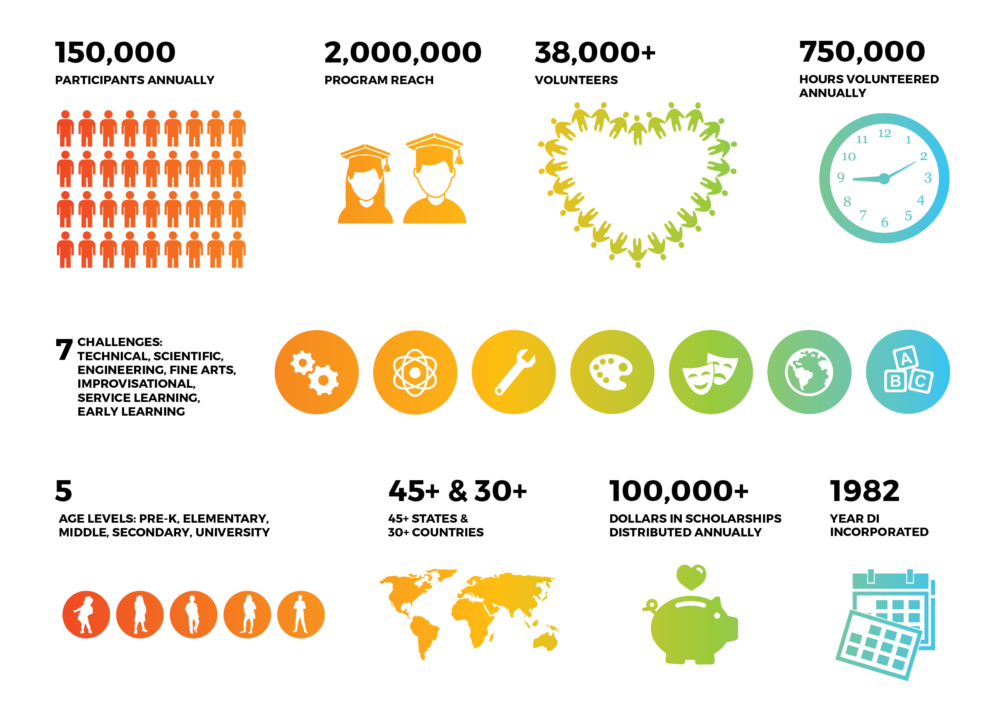 150,000
PARTICIPANTS ANNUALLY
2,000,000
PROGRAM REACH
38,000+
VOLUNTEERS
750,000
HOURS VOLUNTEERED
ANNUALLY
12
11
1
10
2
9
3
8
4
7
5
6
7
CHALLENGES:
TECHNICAL, SCIENTIFIC,
ENGINEERING, FINE ARTS,
IMPROVISATIONAL,
SERVICE LEARNING,
EARLY LEARNING
A
B
C
5
AGE LEVELS: PRE-K, ELEMENTARY,
MIDDLE, SECONDARY, UNIVERSITY
45+ & 30+
45+ STATES &
30+ COUNTRIES
100,000+
DOLLARS IN SCHOLARSHIPS
DISTRIBUTED ANNUALLY
1982
YEAR DI
INCORPORATED